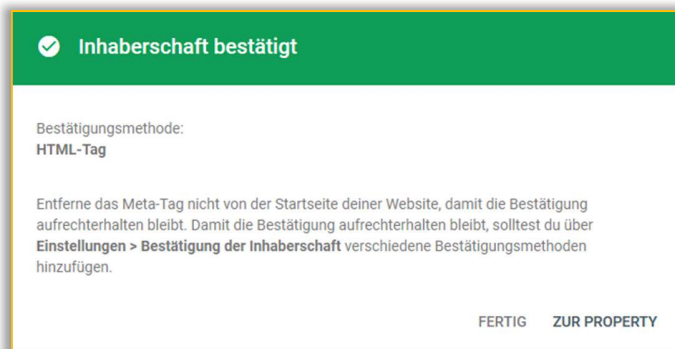 Inhaberschaft bestätigt
Bestätigungsmethode:
HTML-Tag
Entferne das Meta-Tag nicht von der Startseite deiner Website, damit die Bestätigung
aufrechterhalten bleibt. Damit die Bestätigung aufrechterhalten bleibt, solltest du über
Einstellungen > Bestätigung der Inhaberschaft verschiedene Bestätigungsmethoden
hinzufügen.
FERTIG ZUR PROPERTY